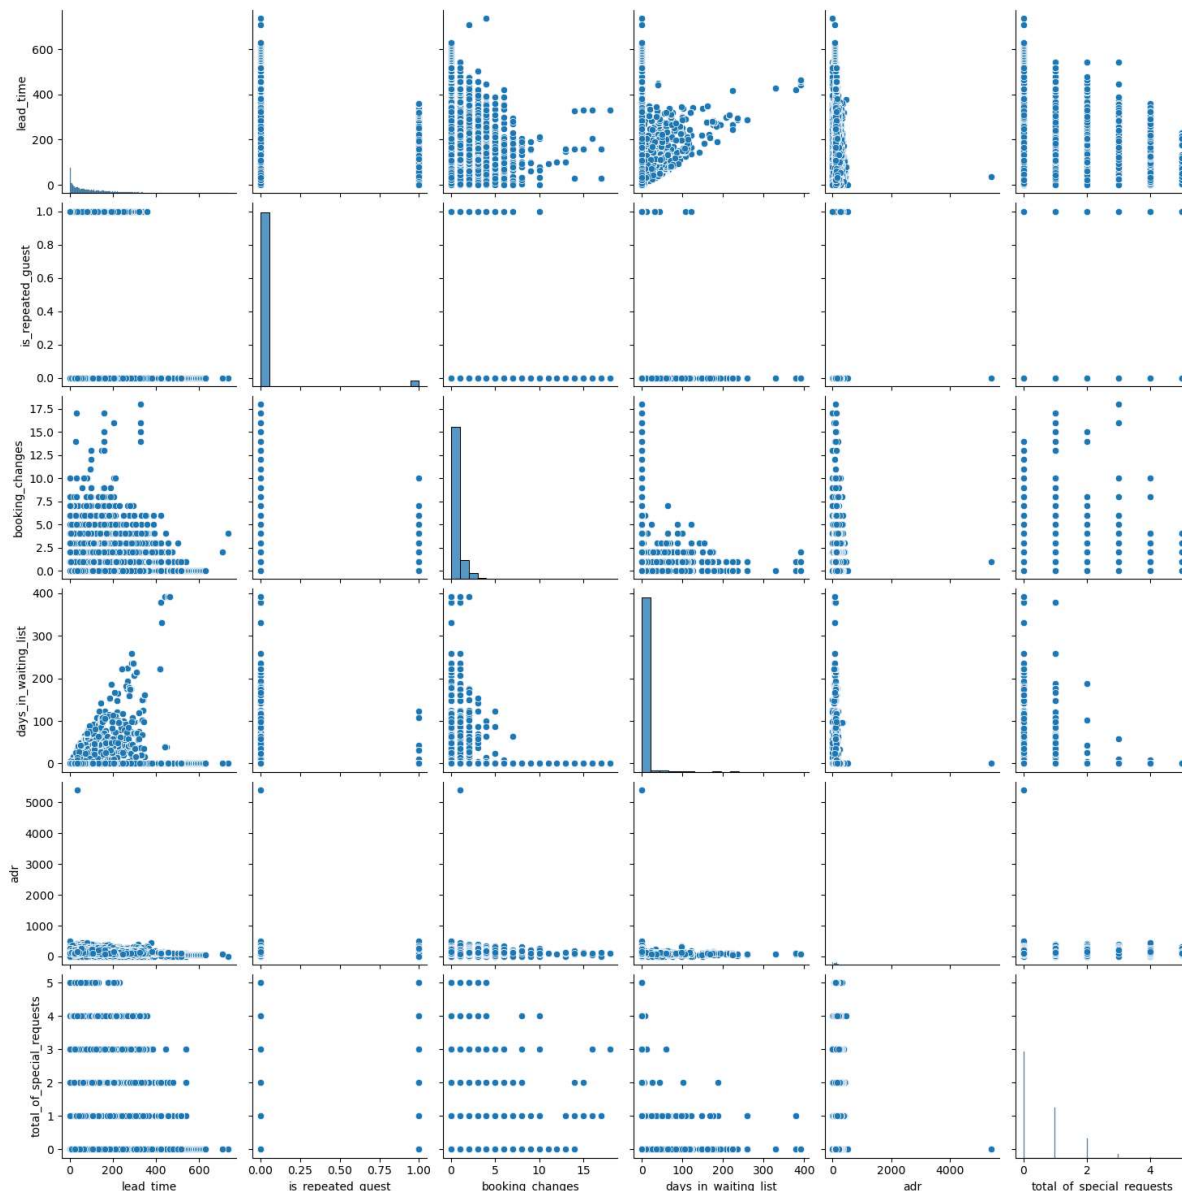 lead_time
600
400
200
0
is_repeated_guest
1.0
0.8
0.6
0.4
0.2
0.0
booking_changes
17.5
15.0
12.5
10.0
7.5
5.0
2.5
0.0
days_in_waiting_list
400
300
200
100
0
adr
5000
4000
3000
2000
1000
0
total_of_special_requests
5
4
3
2
1
0
0 200 400 600
lead_time
0.00 0.25 0.50 0.75 1.00
is_repeated_guest
0 5 10 15
booking_changes
0 100 200 300 400
days_in_waiting_list
0 2000 4000
adr
0 2 4
total_of_special_requests